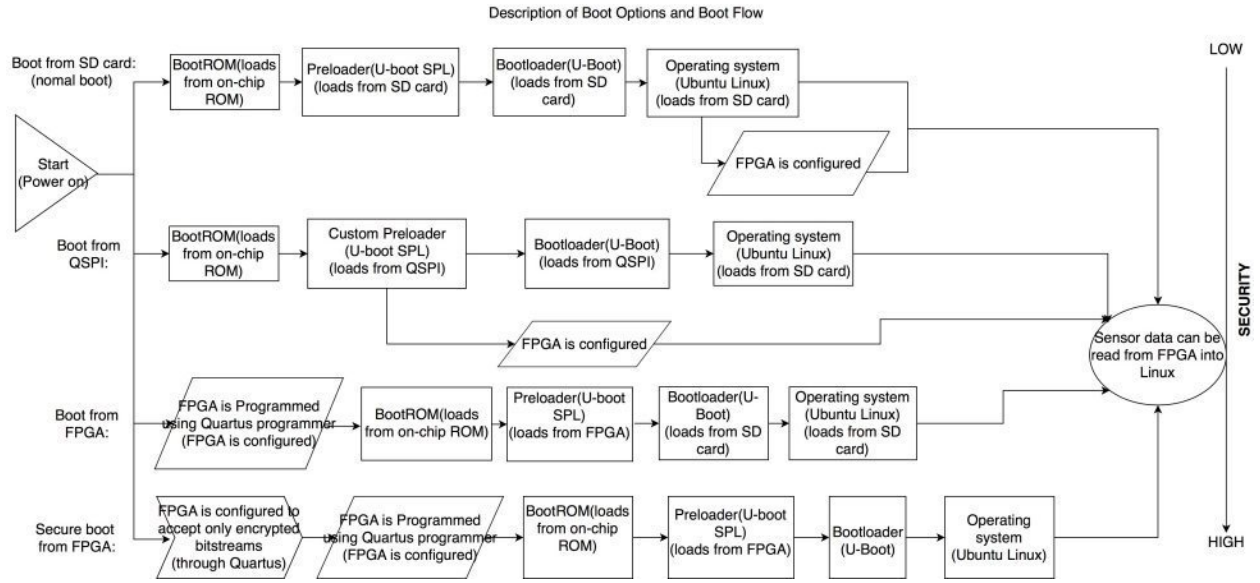 Description of Boot Options and Boot Flow
LOW
Boot from SD card:
(nomal boot)
BootROM(loads
from on-chip
ROM)
Preloader(U-boot SPL)
(loads from SD card)
Bootloader(U-Boot)
(loads from SD
card)
Operating system
(Ubuntu Linux)
(loads from SD card)
FPGA is configured
Start
(Power on)
Boot from
QSPI:
BootROM(loads
from on-chip
ROM)
Custom Preloader
(U-boot SPL)
(loads from QSPI)
Bootloader(U-Boot)
(loads from QSPI)
Operating system
(Ubuntu Linux)
(loads from SD card)
FPGA is configured
Sensor data can be
read from FPGA into
Linux
SECURITY
Boot from
FPGA:
FPGA is Programmed
using Quartus programmer
(FPGA is configured)
BootROM(loads
from on-chip ROM)
Preloader(U-boot
SPL)
(loads from FPGA)
Bootloader(U-
Boot)
(loads from SD
card)
Operating system
(Ubuntu Linux)
(loads from SD
card)
Secure boot
from FPGA:
FPGA is configured to
accept only encrypted
bitstreams
(through Quartus)
FPGA is Programmed
using Quartus programmer
(FPGA is configured)
BootROM(loads
from on-chip
ROM)
Preloader(U-boot
SPL)
(loads from FPGA)
Bootloader
(U-Boot)
Operating
system
(Ubuntu Linux)
HIGH